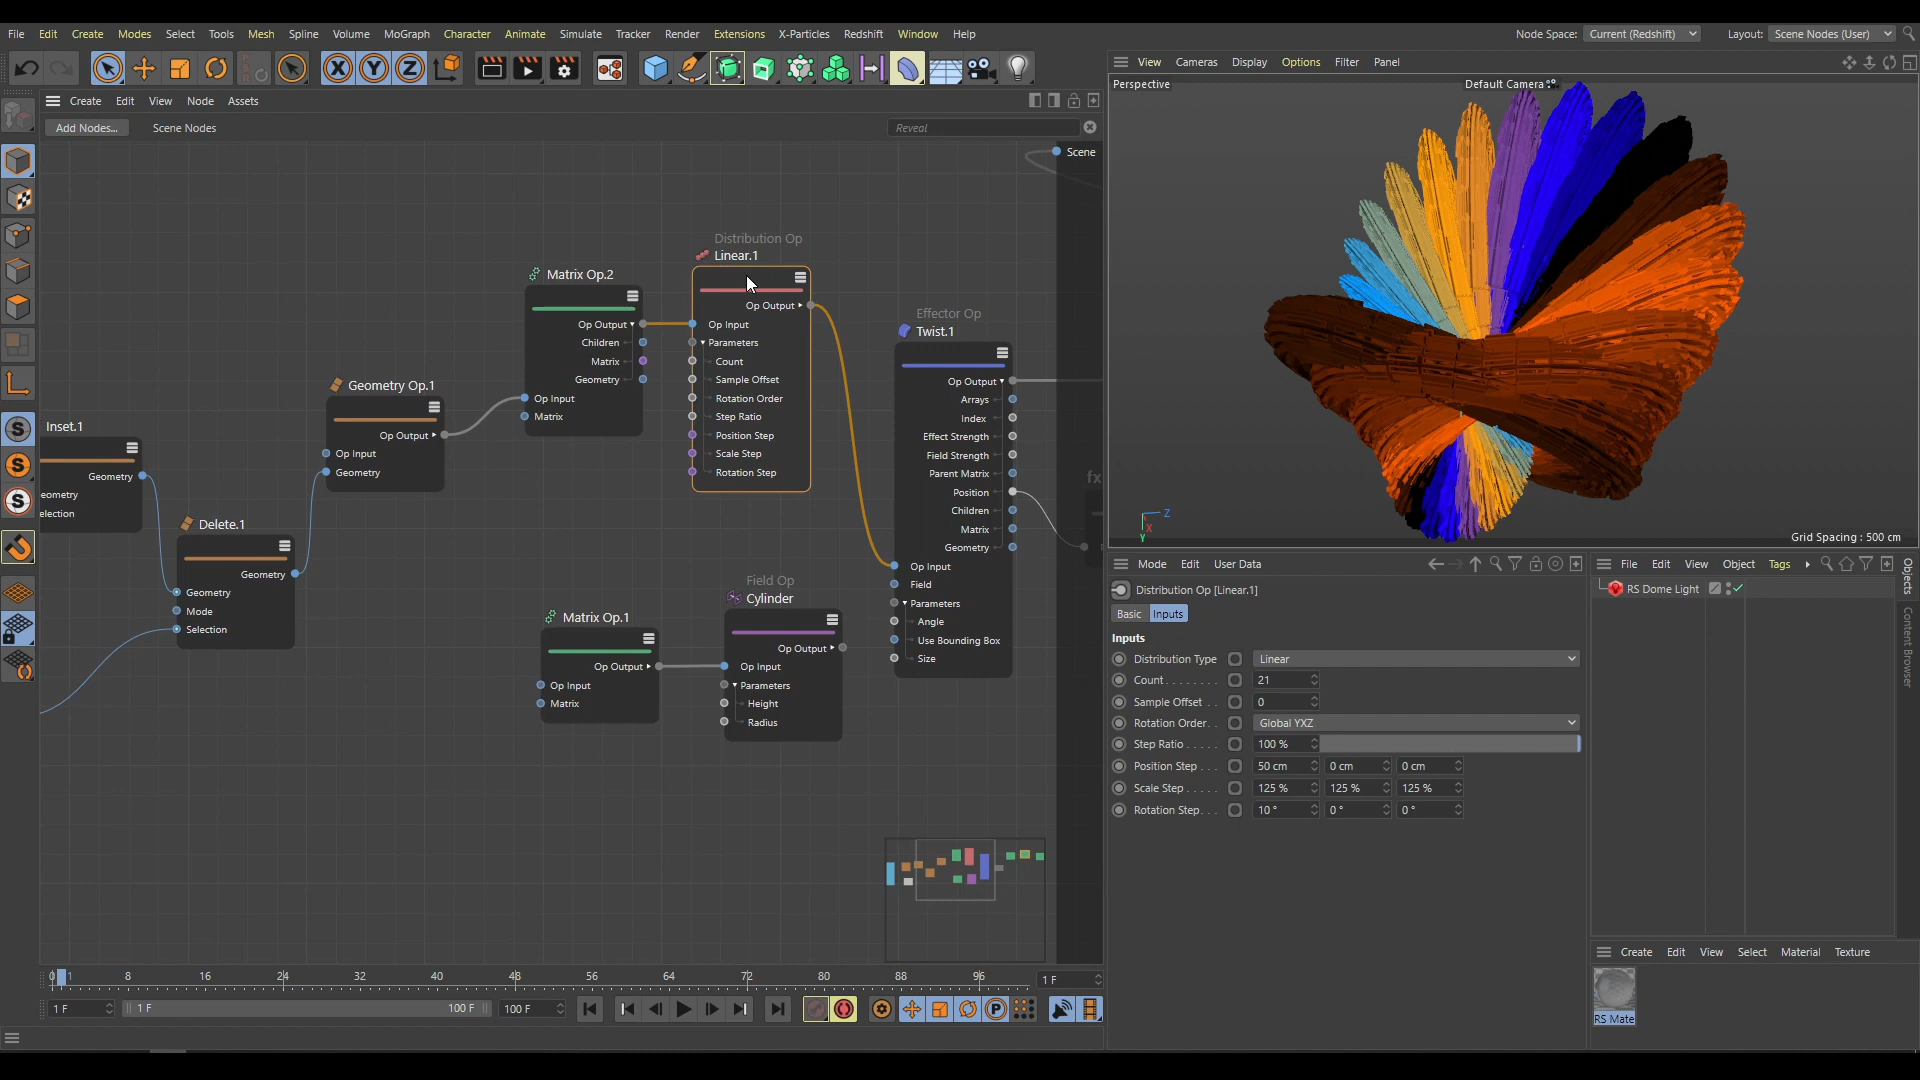 File Edit Create Modes Select Tools Mesh Spline Volume MoGraph Character Animate Simulate Tracker Render Extensions X-Particles Redshift Window Help Node Space: Current (Redshift) Layout: Scene Nodes (User)
Create Edit View Node Assets
Add Nodes... Scene Nodes Reveal
Scene
Inset.1
Geometry
eometry
election
Delete.1
Geometry
Geometry
Mode
Selection
Geometry Op.1
Op Output
Op Input
Geometry
Matrix Op.2
Op Output
Children
Matrix
Geometry
Op Input
Matrix
Distribution Op
Linear.1
Op Output
Op Input
Parameters
Count
Sample Offset
Rotation Order
Step Ratio
Position Step
Scale Step
Rotation Step
Matrix Op.1
Op Output
Op Input
Matrix
Field Op
Cylinder
Op Output
Op Input
Parameters
Height
Radius
Effector Op
Twist.1
Op Output
Arrays
Index
Effect Strength
Field Strength
Parent Matrix
Position
Children
Matrix
Geometry
Op Input
Field
Parameters
Angle
Use Bounding Box
Size
fx
View Cameras Display Options Filter Panel
Perspective Default Camera
Z
X
Y
Grid Spacing : 500 cm
Mode Edit User Data
Distribution Op [Linear.1]
Basic Inputs
Inputs
Distribution Type Linear
Count 21
Sample Offset 0
Rotation Order Global YXZ
Step Ratio 100 %
Position Step 50 cm 0 cm 0 cm
Scale Step 125 % 125 % 125 %
Rotation Step 10 ° 0 ° 0 °
File Edit View Object Tags
RS Dome Light
Objects
Content Browser
Create Edit View Select Material Texture
RS Mate
0 1 8 16 24 32 40 48 56 64 72 80 88 96 1 F
1 F 1 F 100 F 100 F